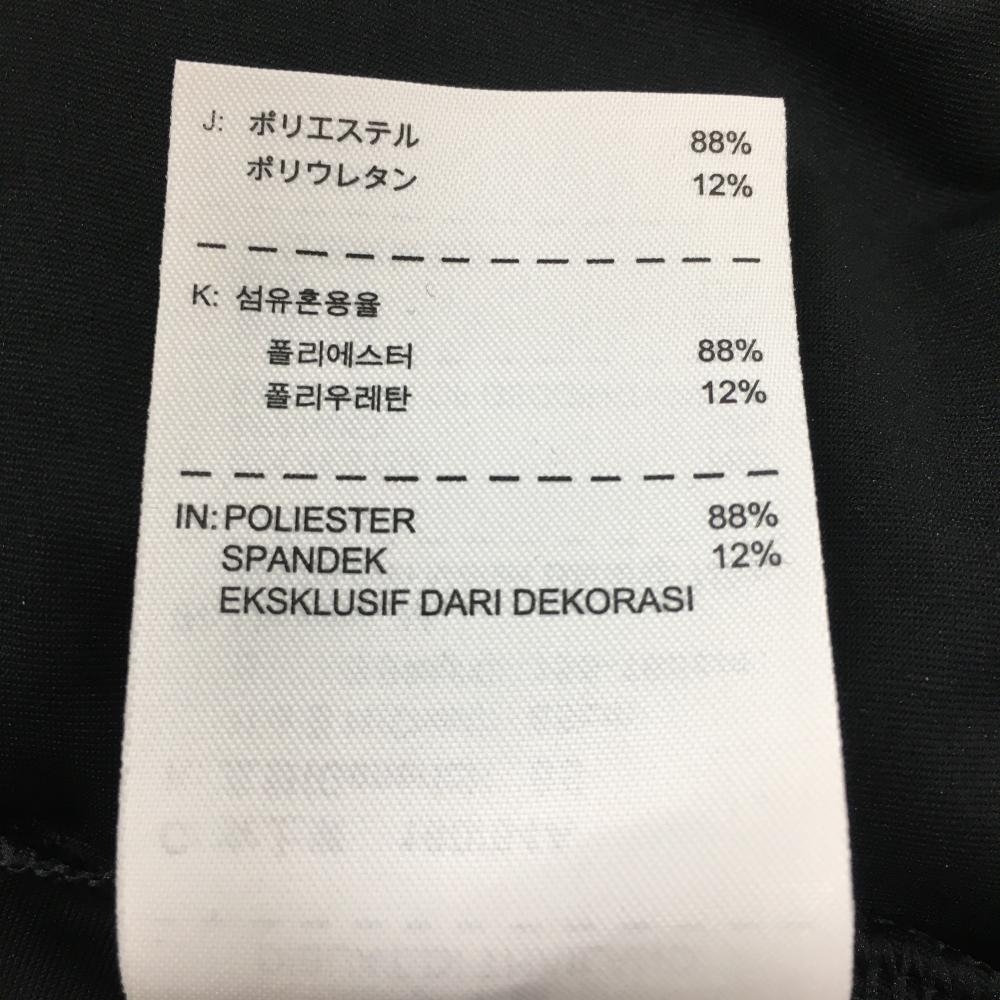 J: ポリエステル 88%
ポリウレタン 12%
K: 섬유혼용율
폴리에스터 88%
폴리우레탄 12%
IN: POLIESTER 88%
SPANDEK 12%
EKSKLUSIF DARI DEKORASI